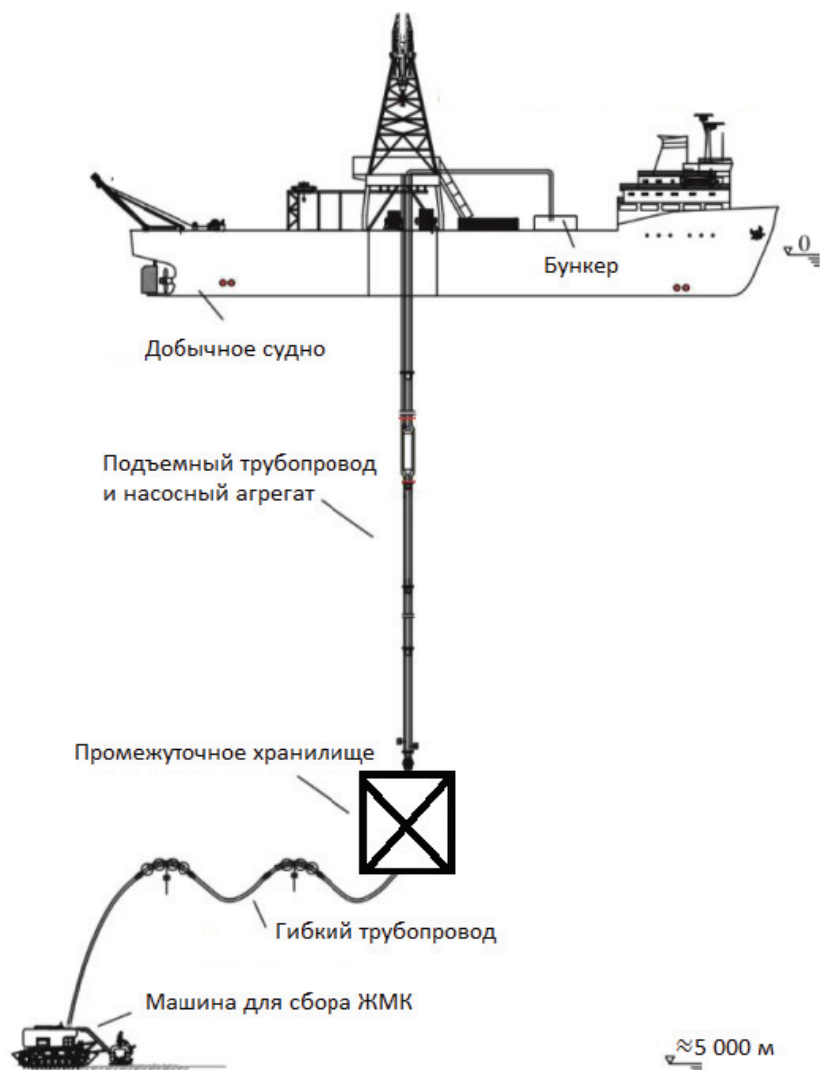 0
Бункер
Добычное судно
Подъемный трубопровод
и насосный агрегат
Промежуточное хранилище
Гибкий трубопровод
Машина для сбора ЖМК
≈5 000 м